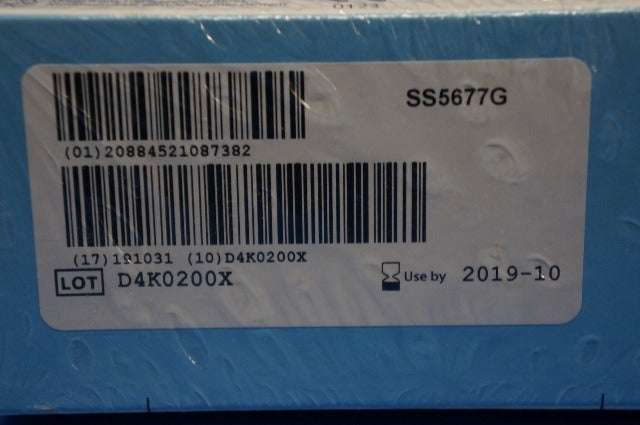 SS5677G
(01)20884521087382
(17)191031 (10)D4K0200X
LOT D4K0200X Use by 2019-10